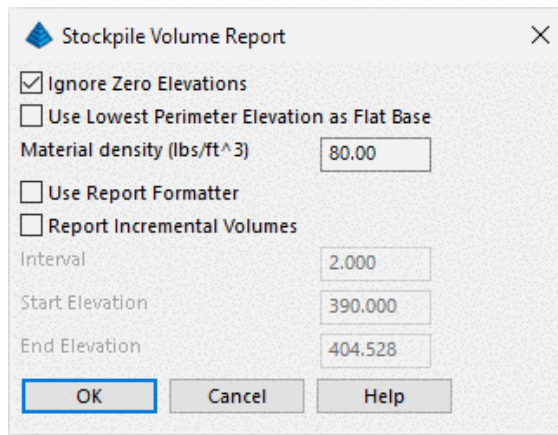 Stockpile Volume Report
Ignore Zero Elevations
Use Lowest Perimeter Elevation as Flat Base
Material density (lbs/ft^3) 80.00
Use Report Formatter
Report Incremental Volumes
Interval 2.000
Start Elevation 390.000
End Elevation 404.528
OK Cancel Help